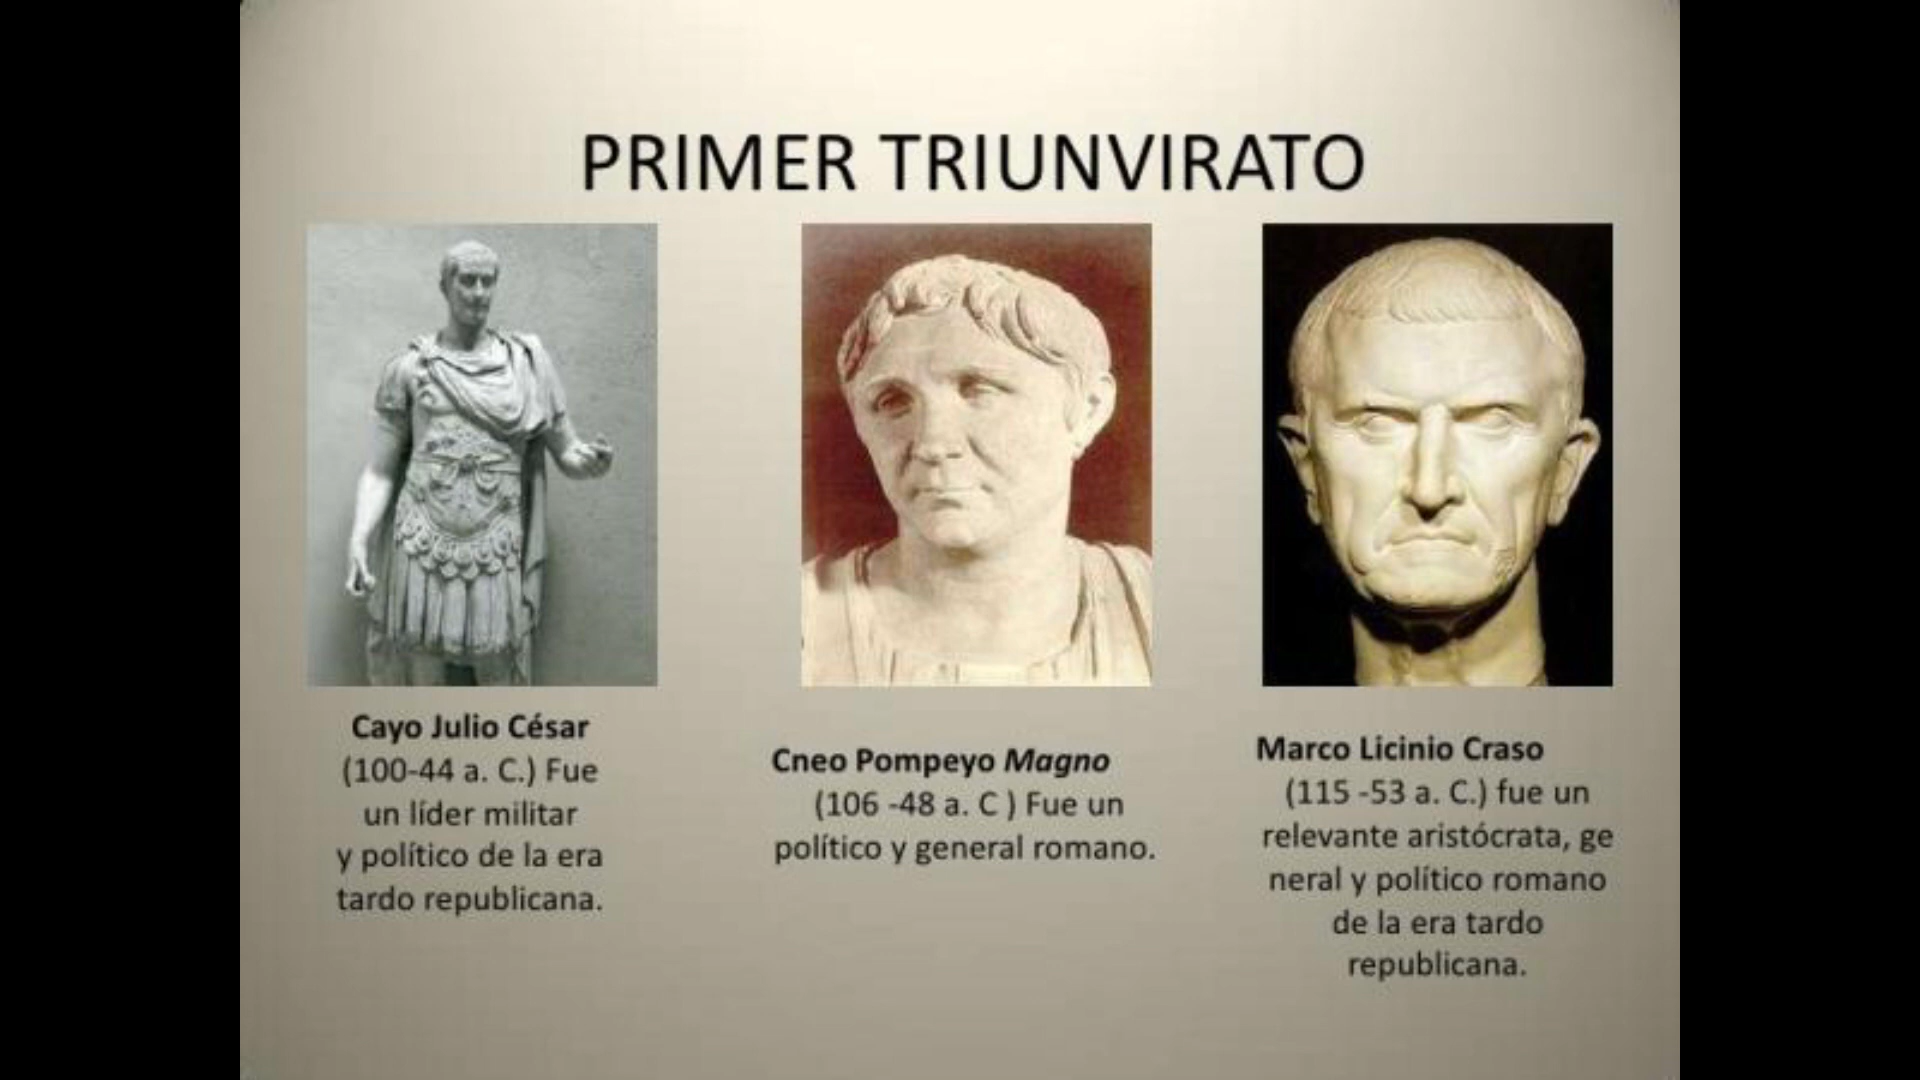 PRIMER TRIUNVIRATO
Cayo Julio César
(100-44 a. C.) Fue
un líder militar
y político de la era
tardo republicana.
Cneo Pompeyo Magno
(106 -48 a. C ) Fue un
político y general romano.
Marco Licinio Craso
(115 -53 a. C.) fue un
relevante aristócrata, ge
neral y político romano
de la era tardo
republicana.